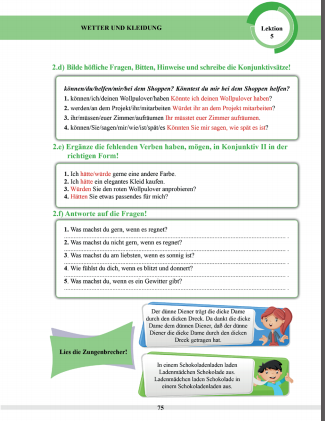 WETTER UND KLEIDUNG
Lektion
5
2.d) Bilde höfliche Fragen, Bitten, Hinweise und schreibe die Konjunktivsätze!
können/du/helfen/mir/bei dem Shoppen? Könntest du mir bei dem Shoppen helfen?
1. können/ich/deinen Wollpulover/haben Könnte ich deinen Wollpulover haben?
2. werden/an dem Projekt/ihr/mitarbeiten Würdet ihr an dem Projekt mitarbeiten?
3. ihr/müssen/euer Zimmer/aufräumen Ihr müsstet euer Zimmer aufräumen.
4. können/Sie/sagen/mir/wie/ist/spät/es Könnten Sie mir sagen, wie spät es ist?
2.e) Ergänze die fehlenden Verben haben, mögen, in Konjunktiv II in der
richtigen Form!
1. Ich hätte/würde gerne eine andere Farbe.
2. Ich hätte ein elegantes Kleid kaufen.
3. Würden Sie den roten Wollpulover anprobieren?
4. Hätten Sie etwas passendes für mich?
2.f) Antworte auf die Fragen!
1. Was machst du gern, wenn es regnet?
2. Was machst du nicht gern, wenn es regnet?
3. Was machst du am liebsten, wenn es sonnig ist?
4. Wie fühlst du dich, wenn es blitzt und donnert?
5. Was machst du, wenn es ein Gewitter gibt?
Der dünne Diener trägt die dicke Dame
durch den dicken Dreck. Da dankt die dicke
Dame dem dünnen Diener, daß der dünne
Diener die dicke Dame durch den dicken
Dreck getragen hat.
Lies die Zungenbrecher!
In einem Schokoladenladen laden
Ladenmädchen Schokolade aus.
Ladenmädchen laden Schokolade in
einem Schokoladenladen aus.
75